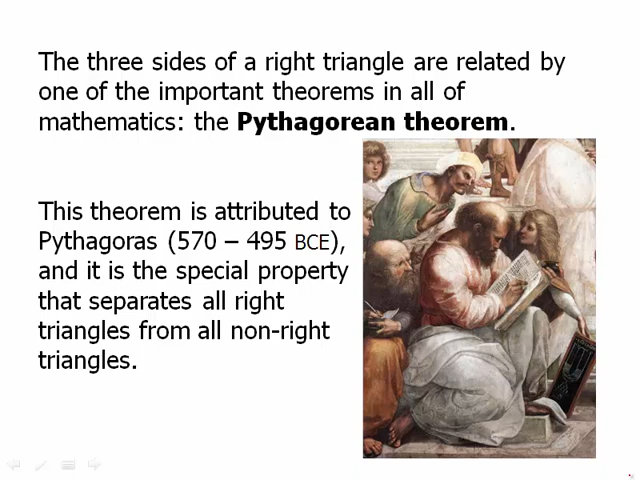 The three sides of a right triangle are related by
one of the important theorems in all of
mathematics: the Pythagorean theorem.
This theorem is attributed to
Pythagoras (570 – 495 BCE),
and it is the special property
that separates all right
triangles from all non-right
triangles.